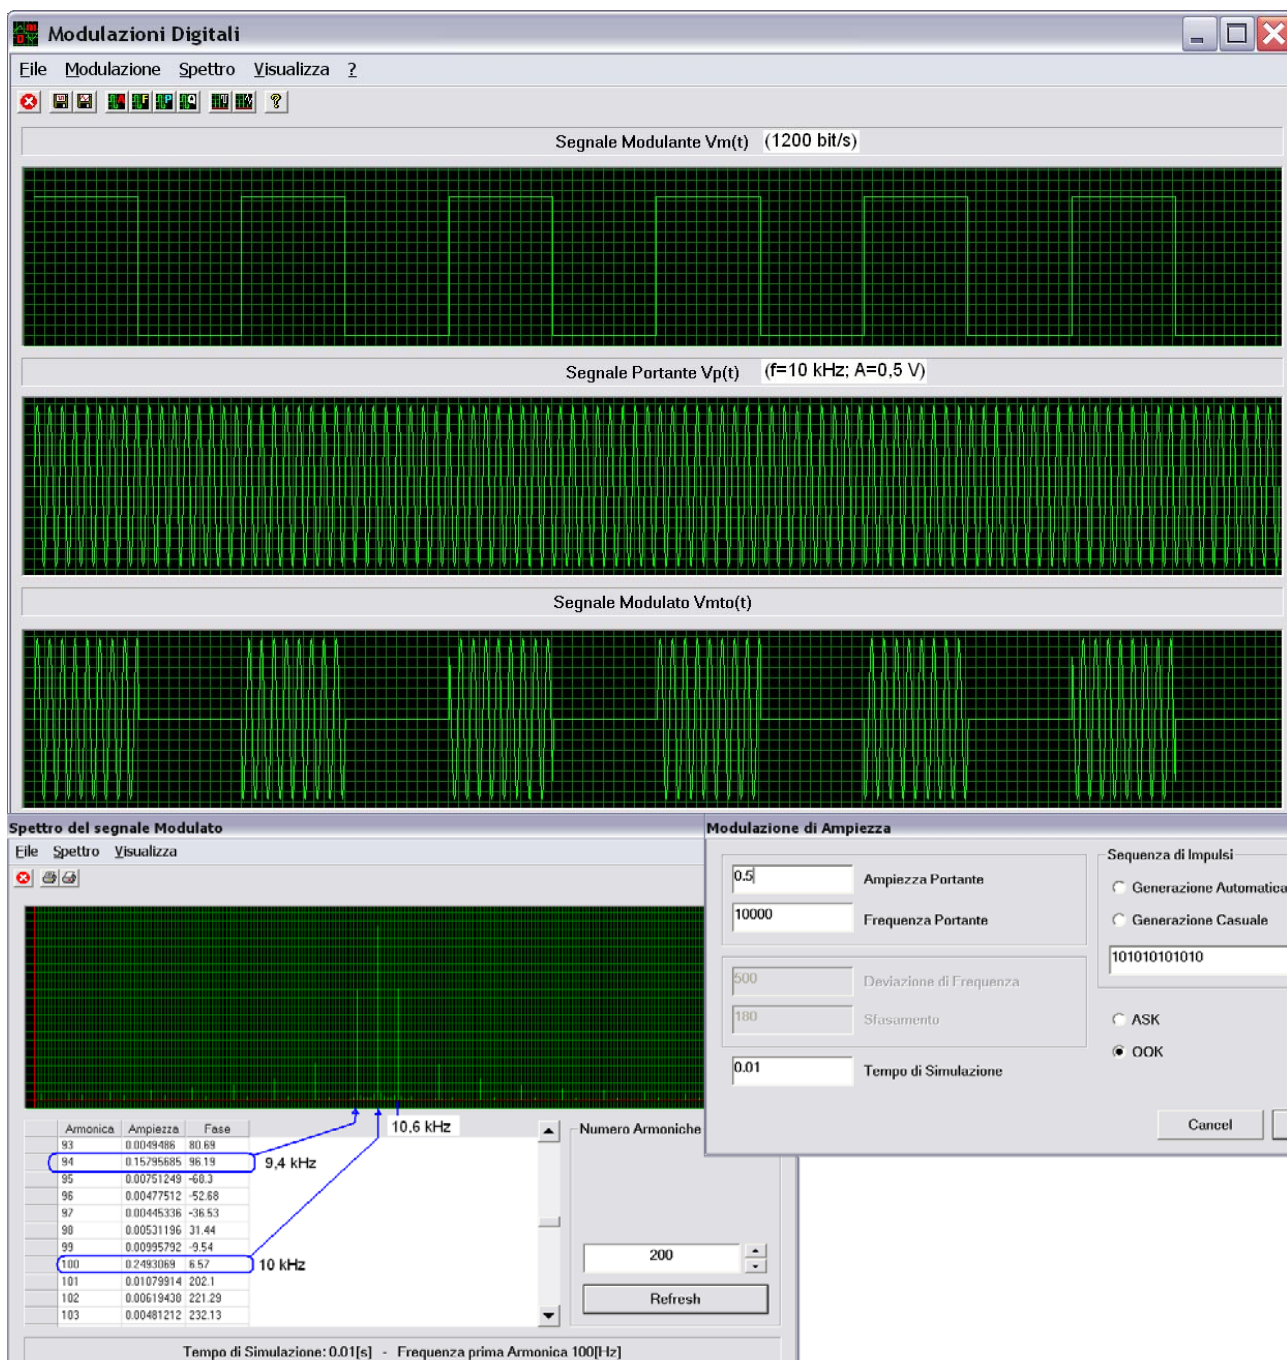 Modulazioni Digitali
File Modulazione Spettro Visualizza ?
Segnale Modulante Vm(t) (1200 bit/s)
Segnale Portante Vp(t) (f=10 kHz; A=0,5 V)
Segnale Modulato Vmto(t)
Spettro del segnale Modulato
File Spettro Visualizza
10,6 kHz
Armonica Ampiezza Fase
93 0.0049486 80.69
94 0.15795685 96.19 9,4 kHz
95 0.00751249 -68.3
96 0.00477512 -52.68
97 0.00445336 -36.53
98 0.00531196 31.44
99 0.00995792 -9.54
100 0.2493069 6.57 10 kHz
101 0.01079914 202.1
102 0.00619438 221.29
103 0.00481212 232.13
Numero Armoniche
200
Refresh
Tempo di Simulazione: 0.01[s] - Frequenza prima Armonica 100[Hz]
Modulazione di Ampiezza
0.5 Ampiezza Portante
10000 Frequenza Portante
500 Deviazione di Frequenza
180 Sfasamento
0.01 Tempo di Simulazione
Sequenza di Impulsi
Generazione Automatica
Generazione Casuale
101010101010
ASK
OOK
Cancel